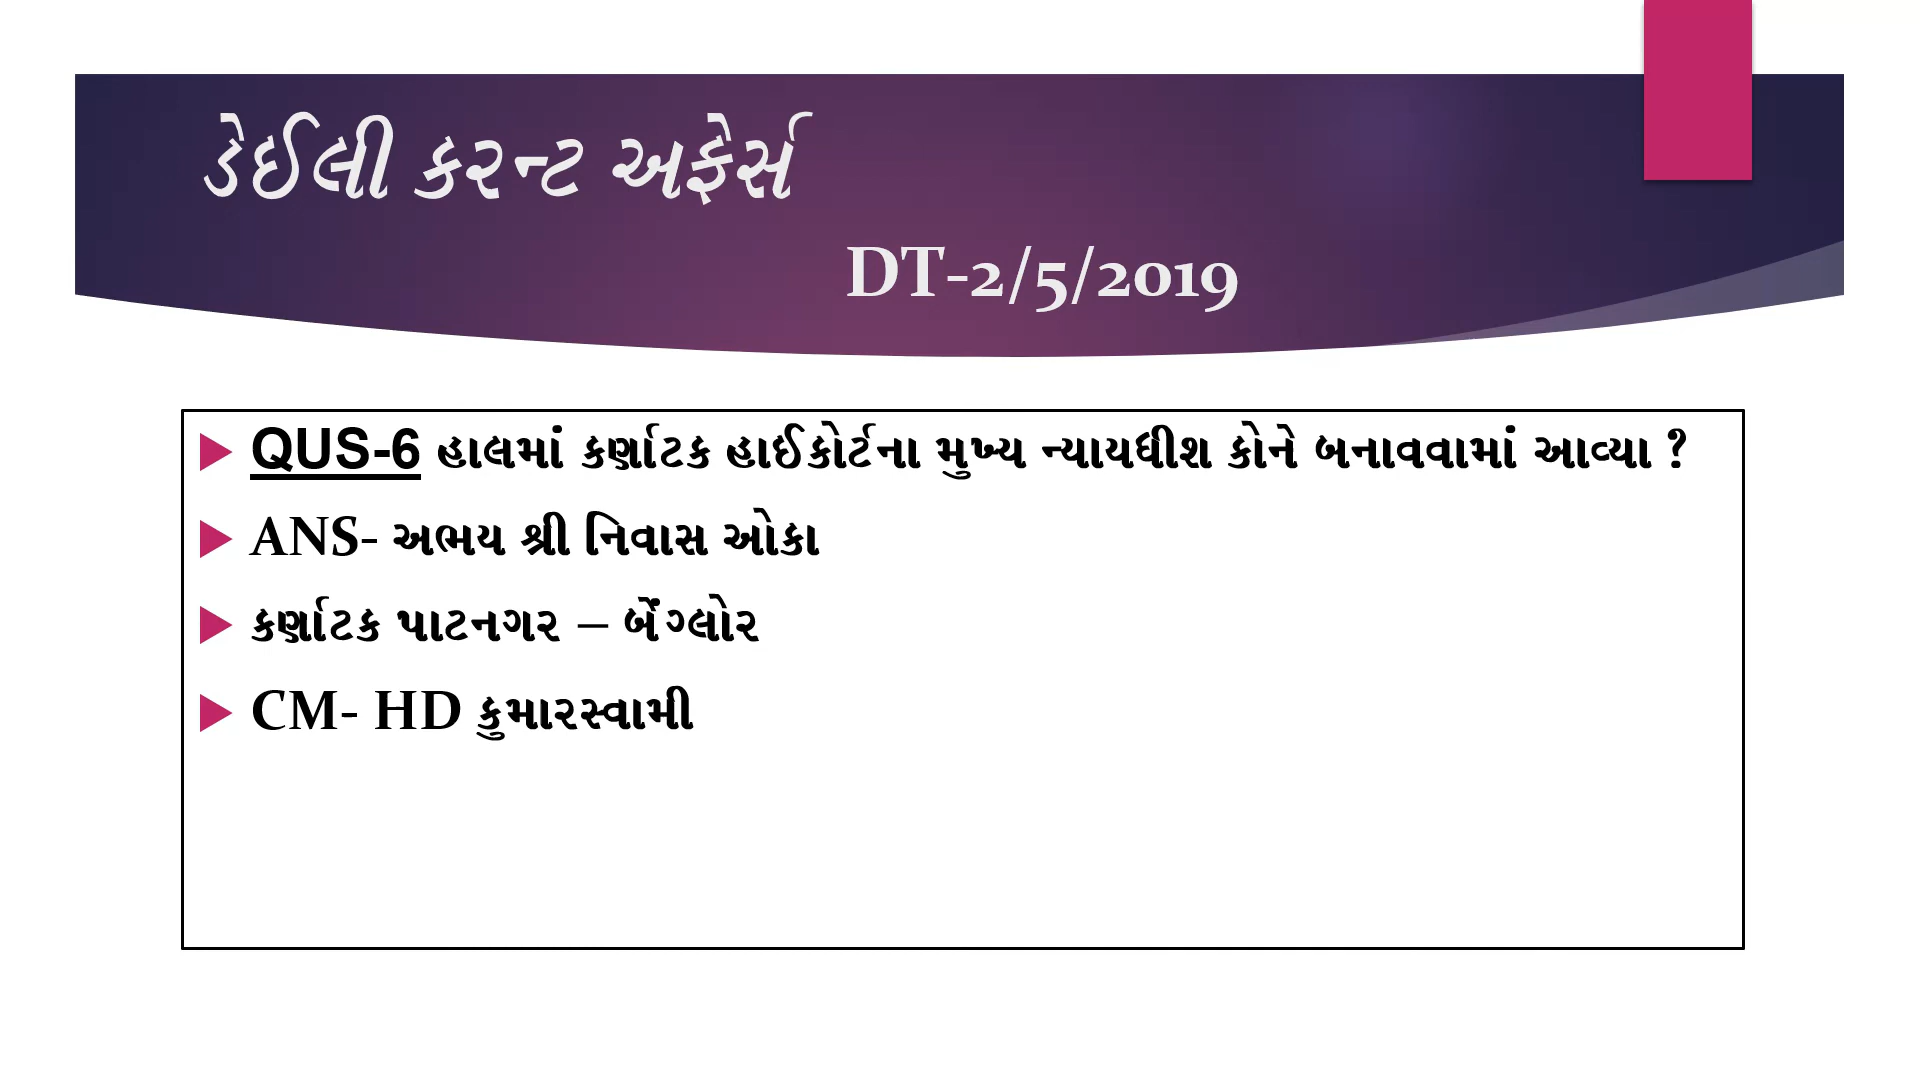 ડેઈલી કરન્ટ અફેર્સ
DT-2/5/2019
QUS-6 હાલમાં કર્ણાટક હાઈકોર્ટના મુખ્ય ન્યાયધીશ કોને બનાવવામાં આવ્યા ?
ANS- અભય શ્રી નિવાસ ઓકા
કર્ણાટક પાટનગર – બેંગ્લોર
CM- HD કુમારસ્વામી